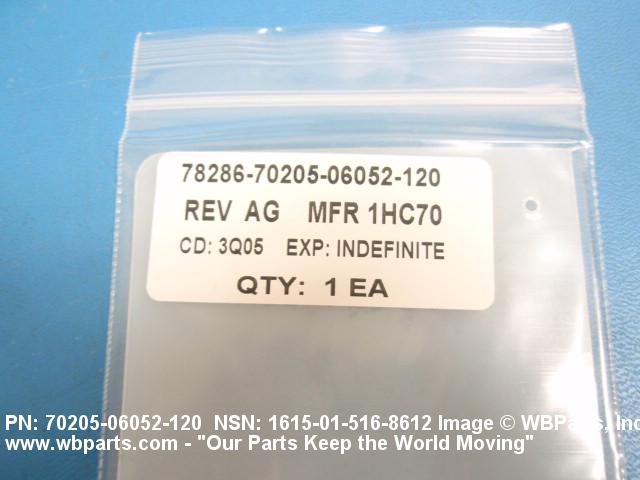 78286-70205-06052-120
REV AG MFR 1HC70
CD: 3Q05 EXP: INDEFINITE
QTY: 1 EA
PN: 70205-06052-120 NSN: 1615-01-516-8612 Image © WBParts, Inc
www.wbparts.com - "Our Parts Keep the World Moving"